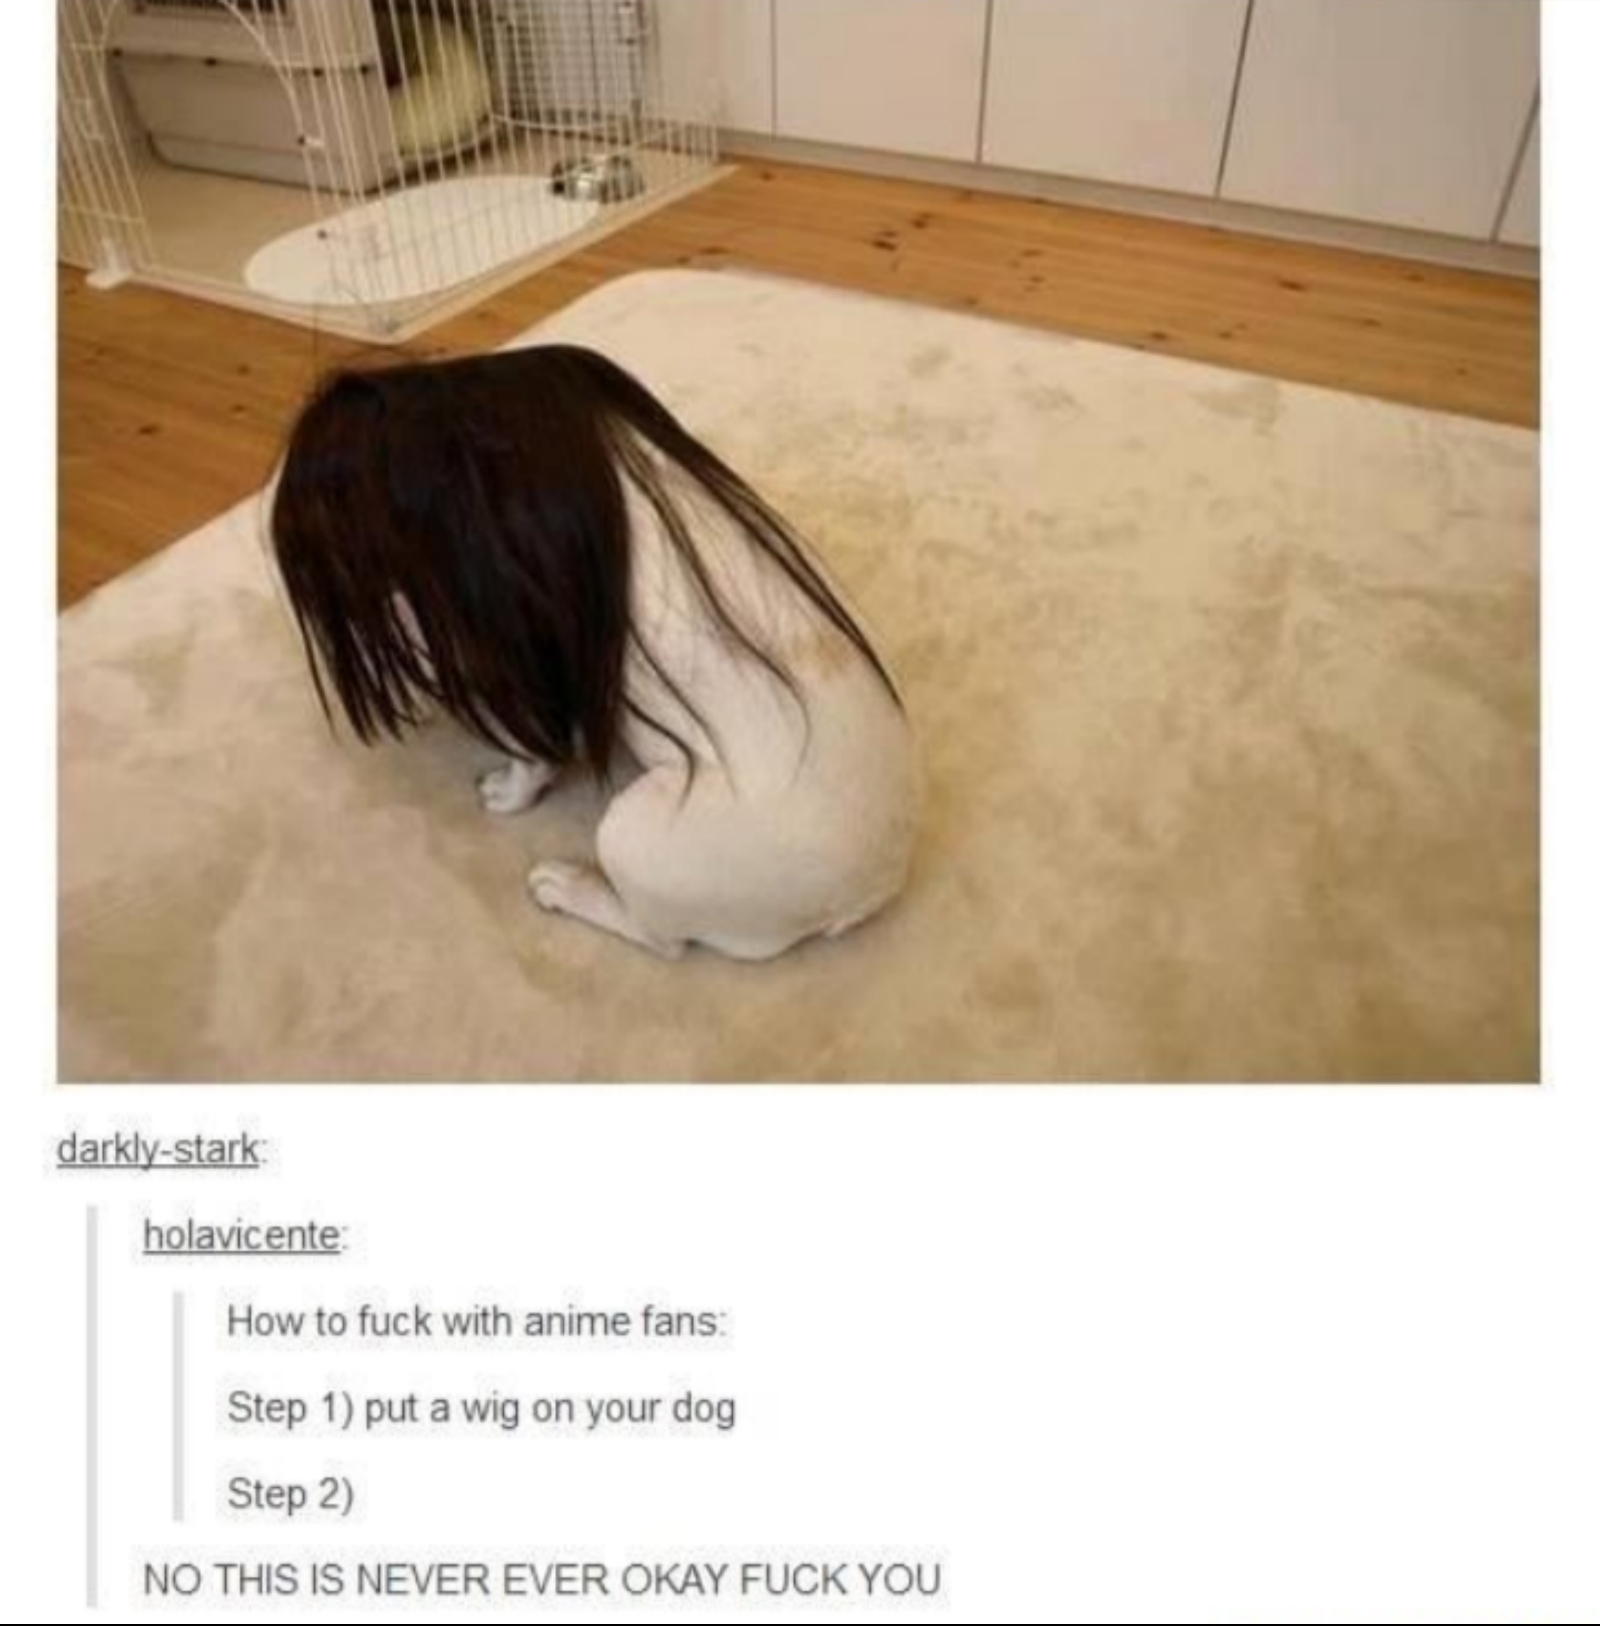 darkly-stark:
holavicente:
How to fuck with anime fans:
Step 1) put a wig on your dog
Step 2)
NO THIS IS NEVER EVER OKAY FUCK YOU